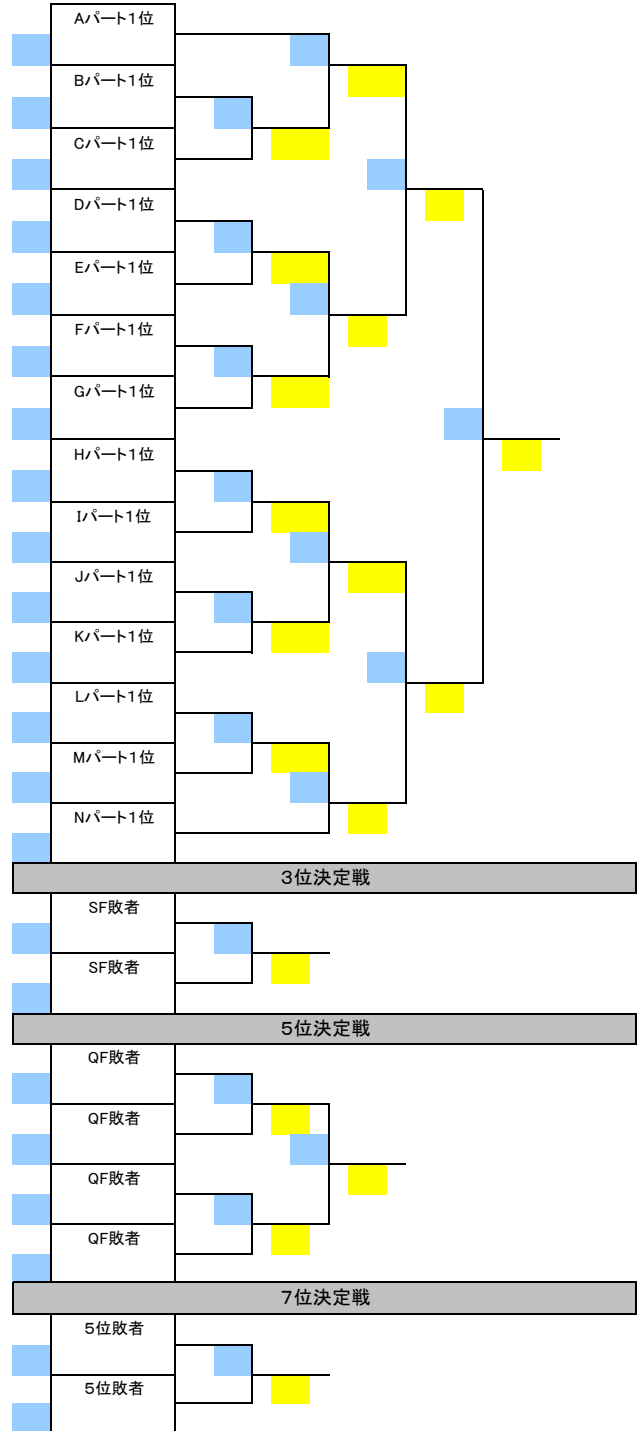 Aパート1位
Bパート1位
Cパート1位
Dパート1位
Eパート1位
Fパート1位
Gパート1位
Hパート1位
Iパート1位
Jパート1位
Kパート1位
Lパート1位
Mパート1位
Nパート1位
3位決定戦
SF敗者
SF敗者
5位決定戦
QF敗者
QF敗者
QF敗者
QF敗者
7位決定戦
5位敗者
5位敗者